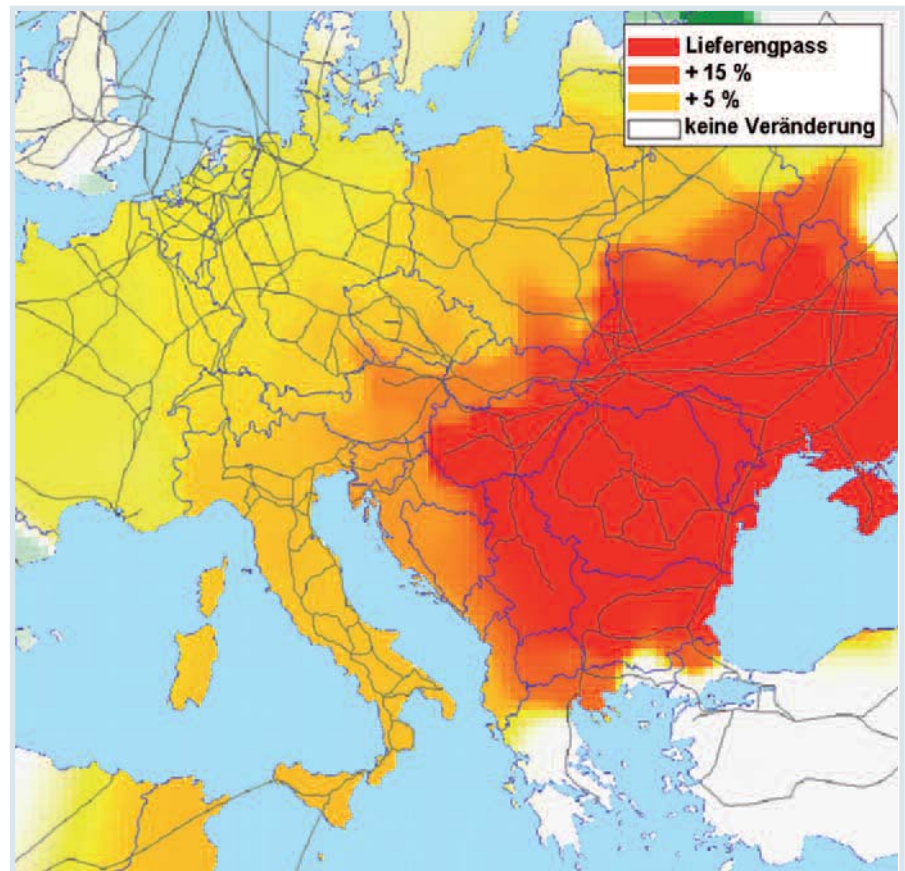 Lieferengpass
+ 15 %
+ 5 %
keine Veränderung